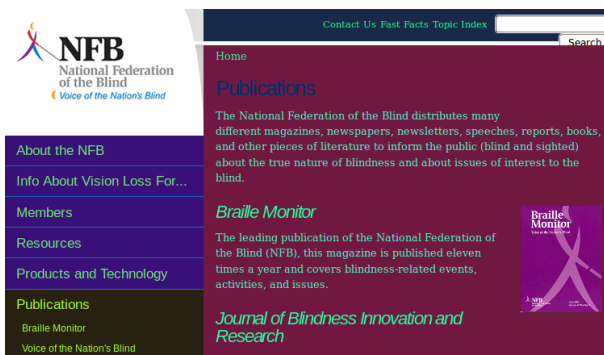 NFB
National Federation
of the Blind
Voice of the Nation's Blind
Contact Us Fast Facts Topic Index
Search
About the NFB
Info About Vision Loss For...
Members
Resources
Products and Technology
Publications
Braille Monitor
Voice of the Nation's Blind
Home
Publications
The National Federation of the Blind distributes many
different magazines, newspapers, newsletters, speeches, reports, books,
and other pieces of literature to inform the public (blind and sighted)
about the true nature of blindness and about issues of interest to the
blind.
Braille Monitor
The leading publication of the National Federation of
the Blind (NFB), this magazine is published eleven
times a year and covers blindness-related events,
activities, and issues.
Braille
Monitor
Voice of the Nation's Blind
NFB
Journal of Blindness Innovation and
Research